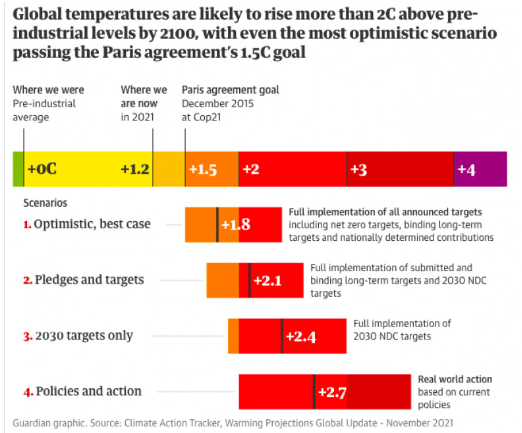 Global temperatures are likely to rise more than 2C above pre-
industrial levels by 2100, with even the most optimistic scenario
passing the Paris agreement's 1.5C goal
Where we were
Pre-industrial
average
Where we
are now
in 2021
Paris agreement goal
December 2015
at Cop21
+0C
+1.2
+1.5
+2
+3
+4
Scenarios
1. Optimistic, best case
+1.8
Full implementation of all announced targets
including net zero targets, binding long-term
targets and nationally determined contributions
2. Pledges and targets
+2.1
Full implementation of submitted and
binding long-term targets and 2030 NDC
targets
3. 2030 targets only
+2.4
Full implementation of
2030 NDC targets
4. Policies and action
+2.7
Real world action
based on current
policies
Guardian graphic. Source: Climate Action Tracker, Warming Projections Global Update - November 2021